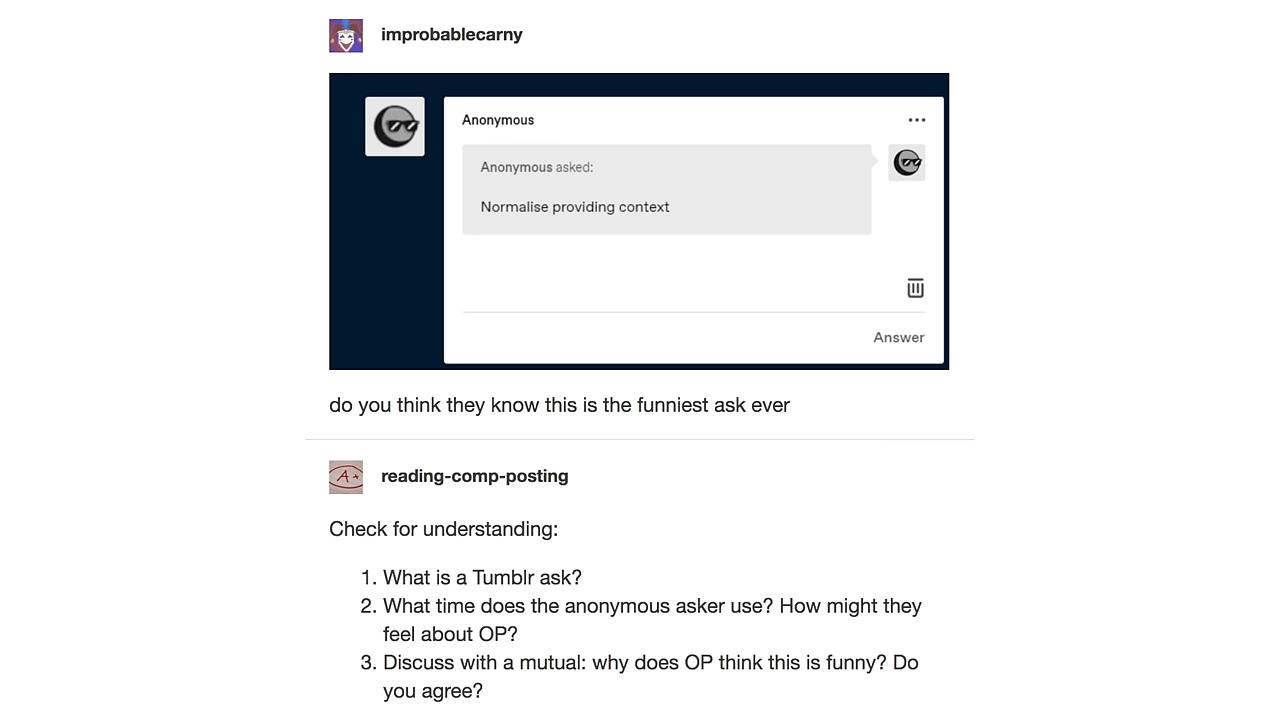 improbablecarny
Anonymous
Anonymous asked:
Normalise providing context
Answer
do you think they know this is the funniest ask ever
A+
reading-comp-posting
Check for understanding:
1. What is a Tumblr ask?
2. What time does the anonymous asker use? How might they
feel about OP?
3. Discuss with a mutual: why does OP think this is funny? Do
you agree?